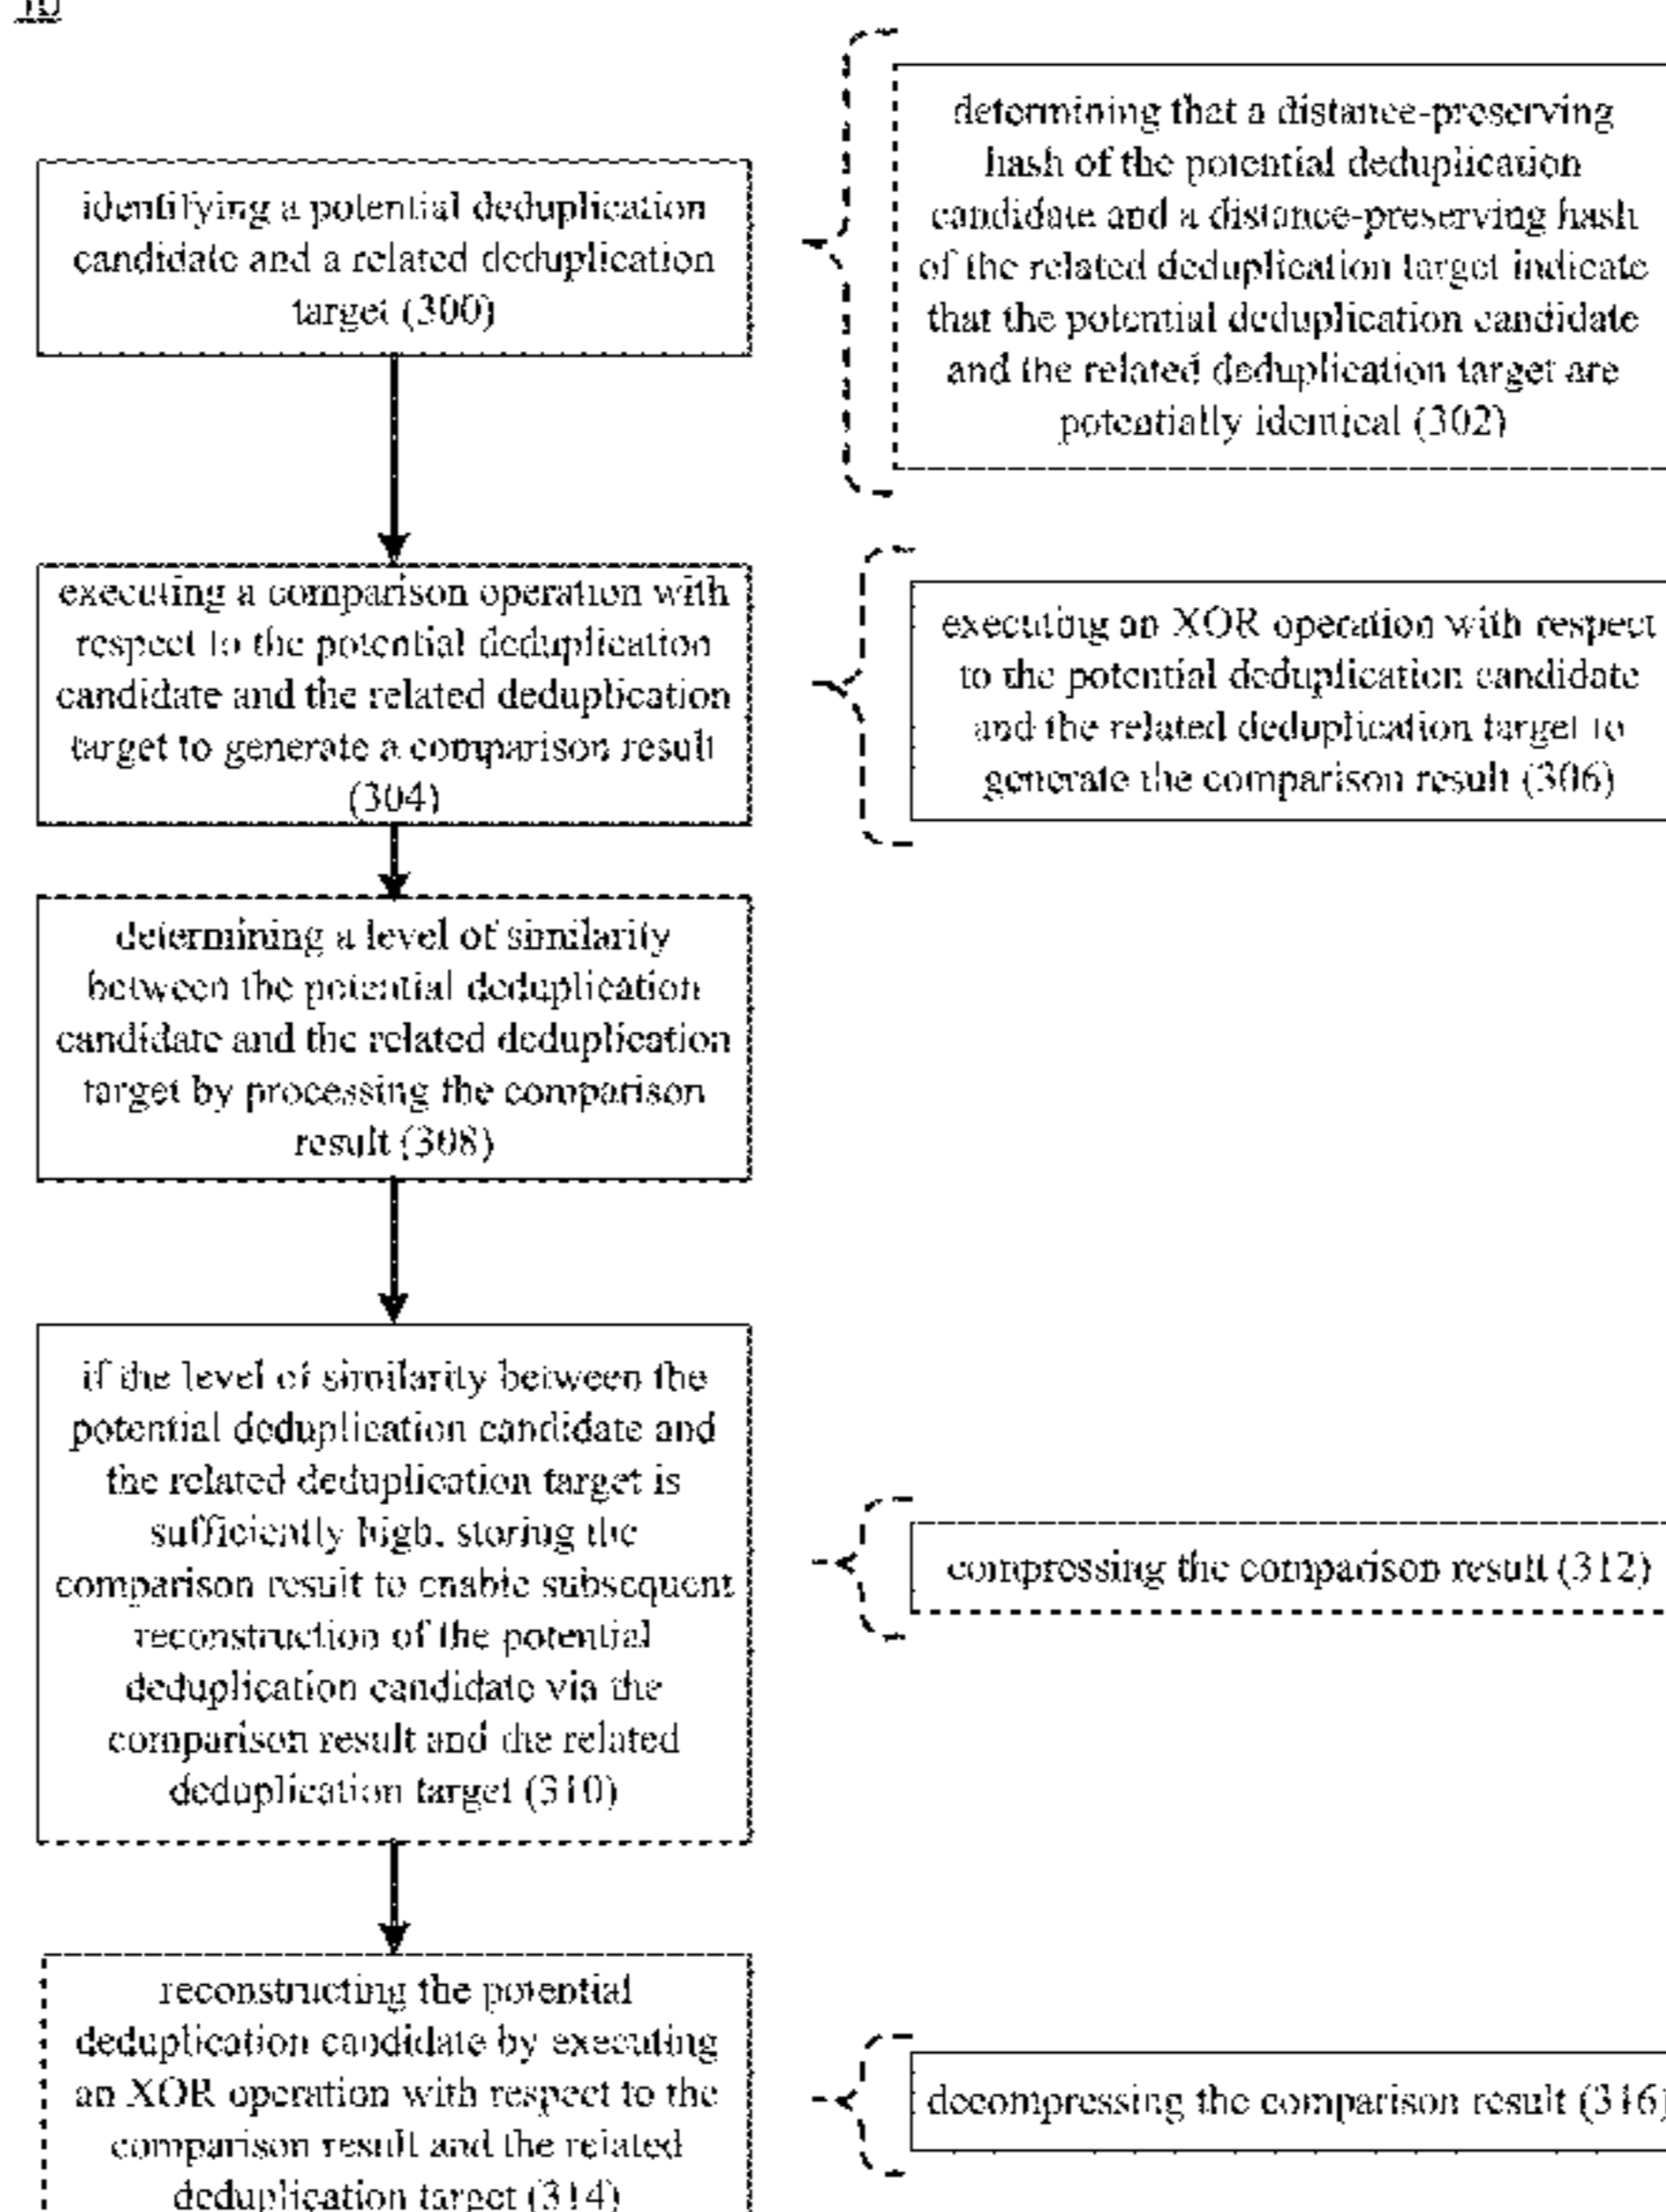 10
identifying a potential deduplication
candidate and a related deduplication
target (300)
determining that a distance-preserving
hash of the potential deduplication
candidate and a distance-preserving hash
of the related deduplication target indicate
that the potential deduplication candidate
and the related deduplication target are
potentially identical (302)
executing a comparison operation with
respect to the potential deduplication
candidate and the related deduplication
target to generate a comparison result
(304)
executing an XOR operation with respect
to the potential deduplication candidate
and the related deduplication target to
generate the comparison result (306)
determining a level of similarity
between the potential deduplication
candidate and the related deduplication
target by processing the comparison
result (308)
if the level of similarity between the
potential deduplication candidate and
the related deduplication target is
sufficiently high, storing the
comparison result to enable subsequent
reconstruction of the potential
deduplication candidate via the
comparison result and the related
deduplication target (310)
compressing the comparison result (312)
reconstructing the potential
deduplication candidate by executing
an XOR operation with respect to the
comparison result and the related
deduplication target (314)
decompressing the comparison result (316)